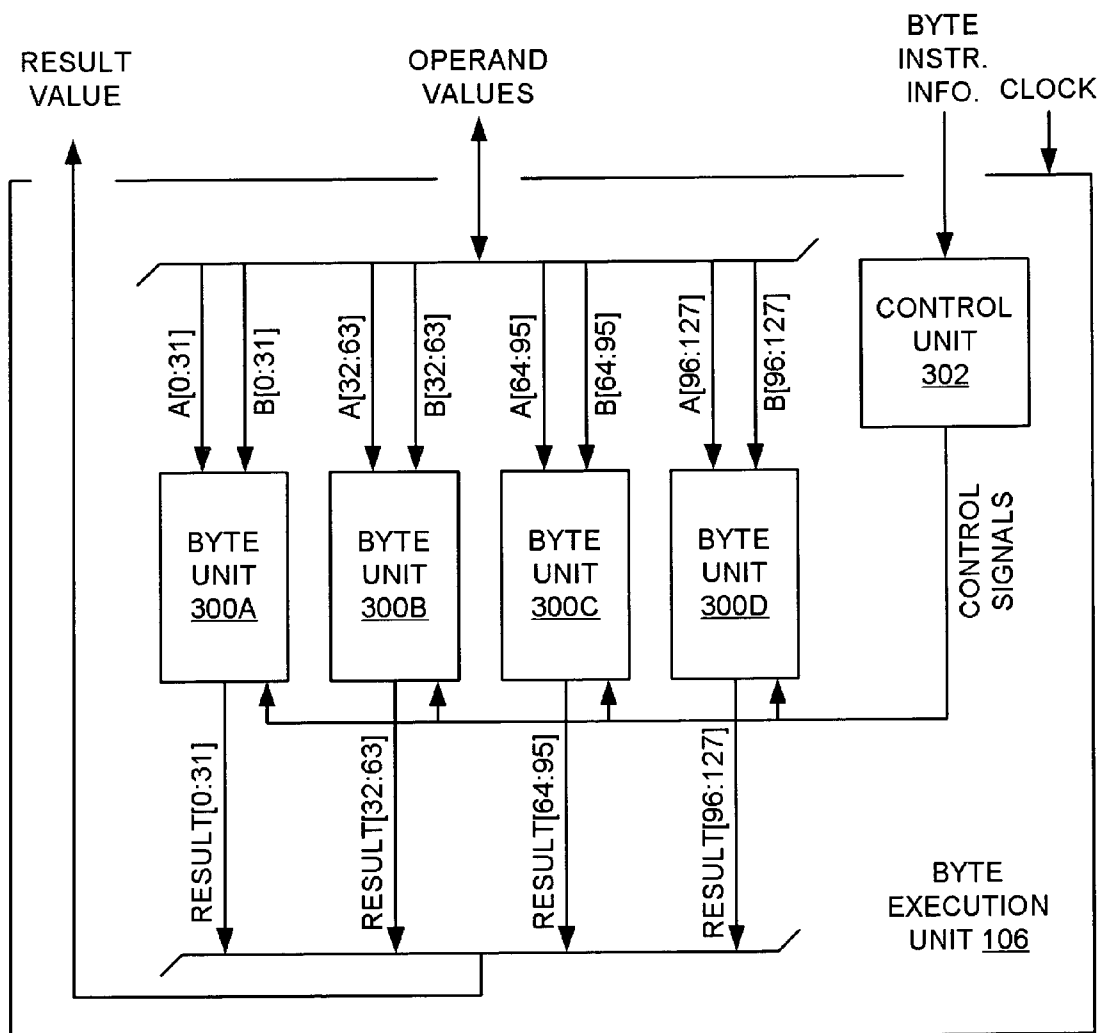 RESULT
VALUE
OPERAND
VALUES
BYTE
INSTR.
INFO.
CLOCK
A[0:31]
B[0:31]
A[32:63]
B[32:63]
A[64:95]
B[64:95]
A[96:127]
B[96:127]
CONTROL
UNIT
302
BYTE
UNIT
300A
BYTE
UNIT
300B
BYTE
UNIT
300C
BYTE
UNIT
300D
CONTROL
SIGNALS
RESULT[0:31]
RESULT[32:63]
RESULT[64:95]
RESULT[96:127]
BYTE
EXECUTION
UNIT 106